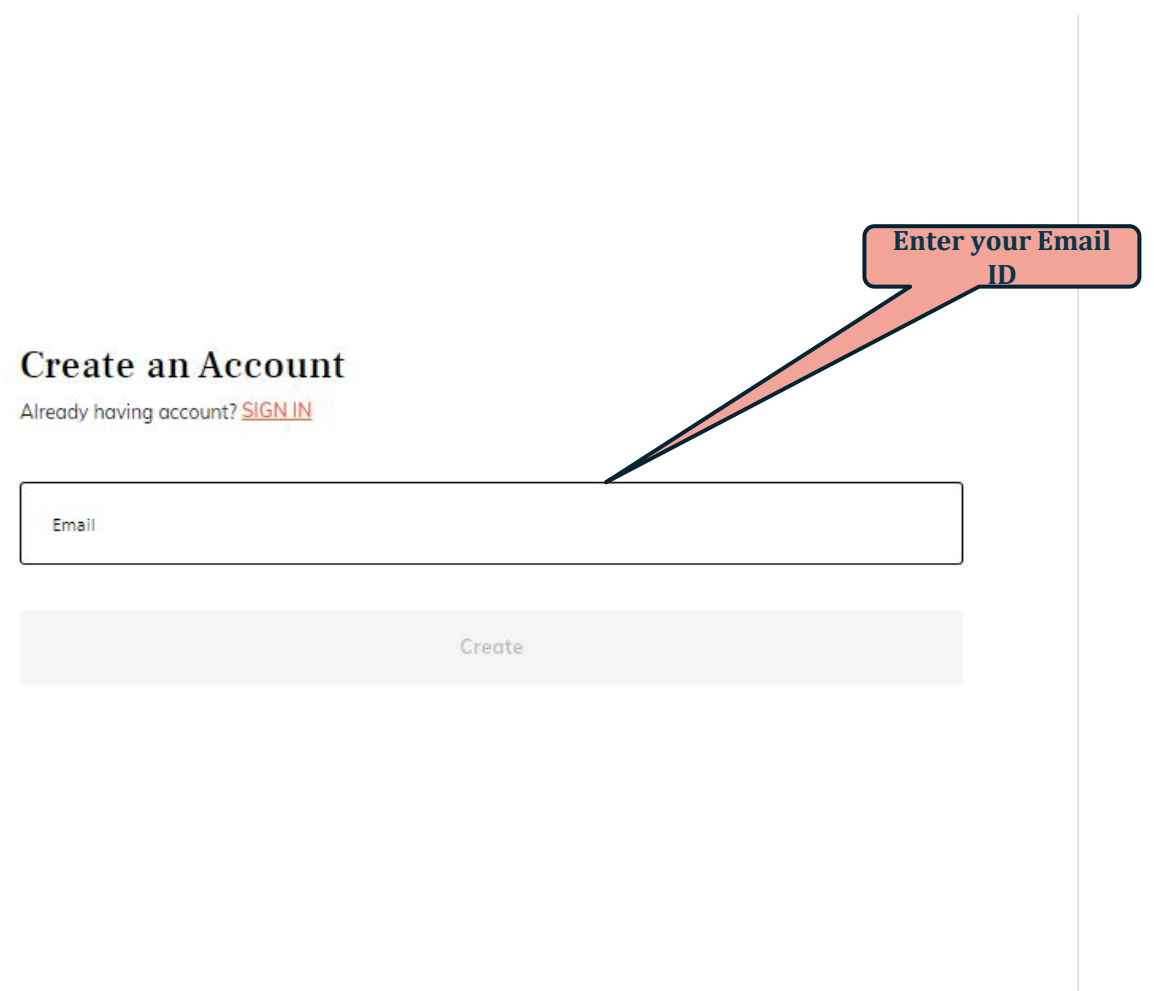 Enter your Email
ID
Create an Account
Already having account? SIGN IN
Email
Create